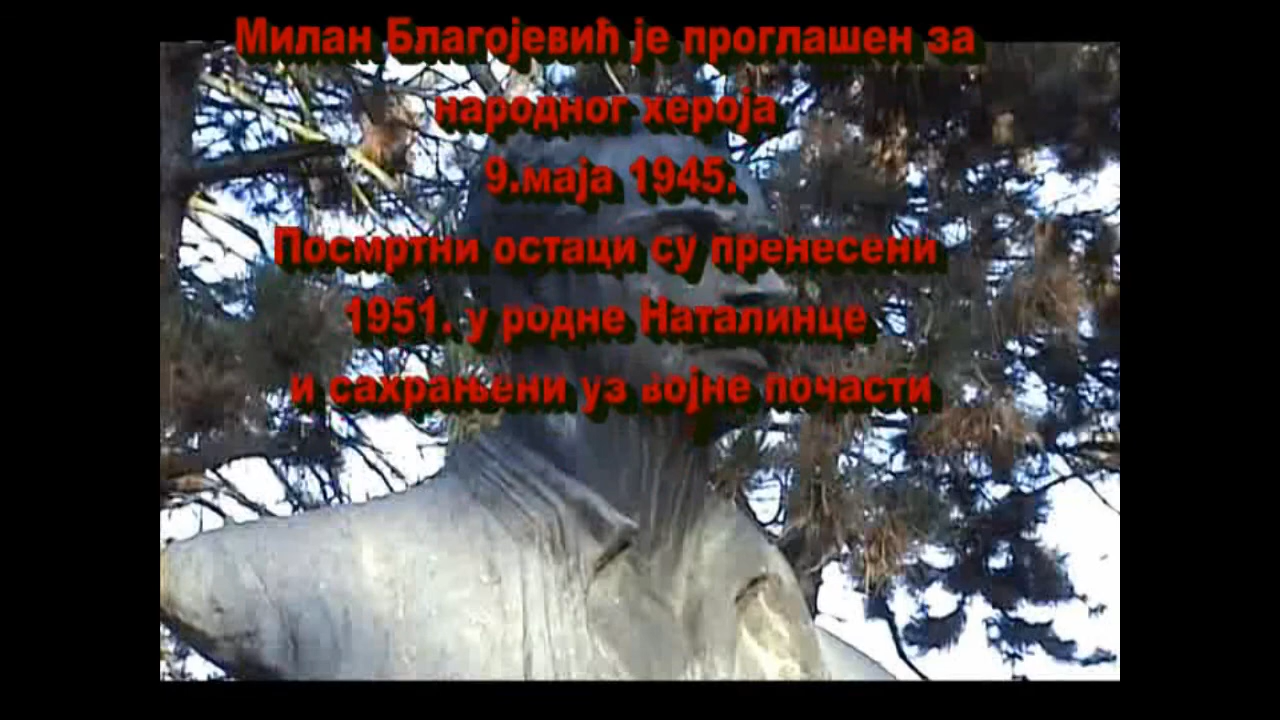 Милан Благојевић је проглашен за
народног хероја
9.маја 1945.
Посмртни остаци су пренесени
1951. у родне Наталинце
и сахрањени уз војне почасти